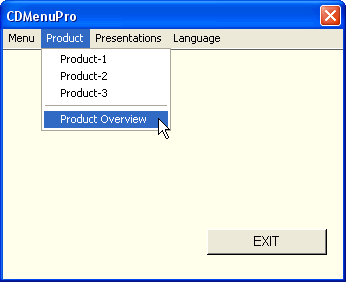 CDMenuPro
Menu Product Presentations Language
Product-1
Product-2
Product-3
Product Overview
EXIT